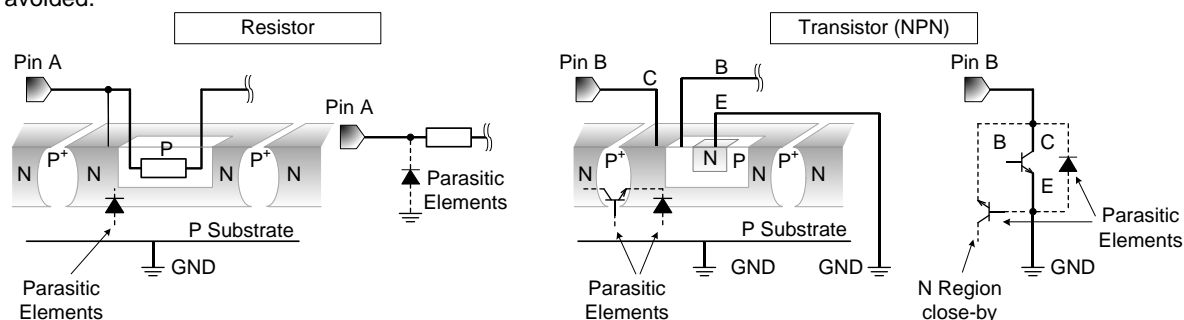 avoided.
Resistor
Transistor (NPN)
Pin A
Pin B
C
B
E
Pin B
Pin A
N
P+
N
P
N
P+
N
Parasitic
Elements
N
P+
N
N
P
N
P+
N
B
C
E
Parasitic
Elements
P Substrate
GND
P Substrate
GND
GND
GND
Parasitic
Elements
Parasitic
Elements
N Region
close-by